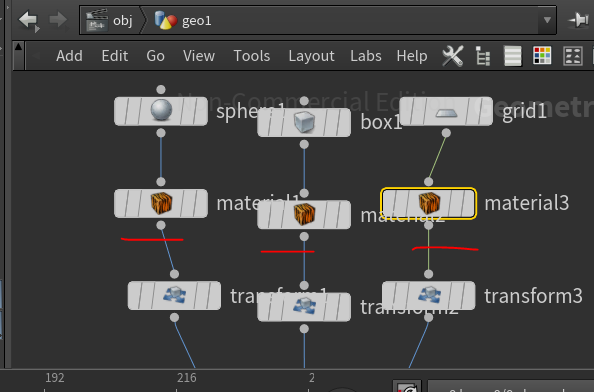 obj geo1
Add Edit Go View Tools Layout Labs Help
Non-Commercial Edition
sphere1 box1 grid1
material1 material2 material3
transform1 transform2 transform3
192 216 2